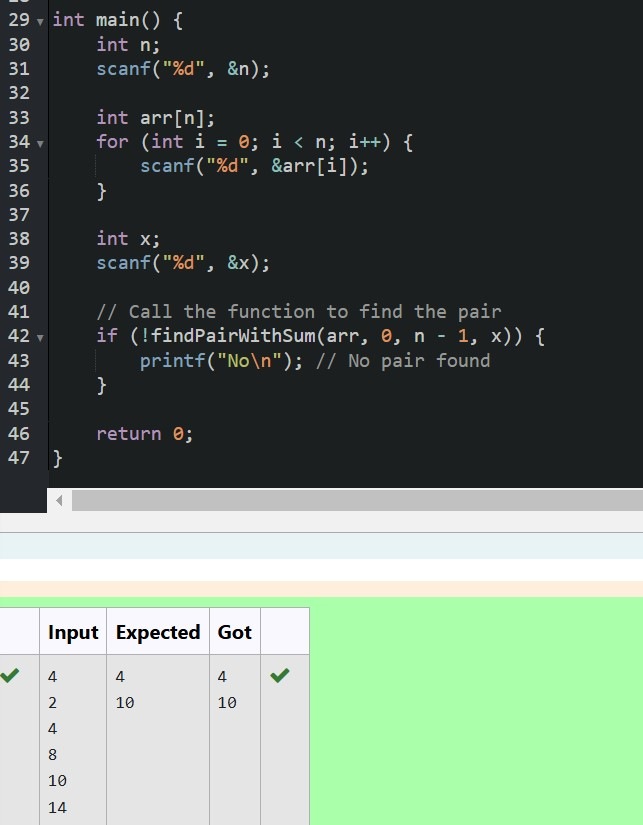 29 int main() {
30     int n;
31     scanf("%d", &n);
32
33     int arr[n];
34     for (int i = 0; i < n; i++) {
35         scanf("%d", &arr[i]);
36     }
37
38     int x;
39     scanf("%d", &x);
40
41     // Call the function to find the pair
42     if (!findPairWithSum(arr, 0, n - 1, x)) {
43         printf("No\n"); // No pair found
44     }
45
46     return 0;
47 }
Input Expected Got
4 4 4
2 10 10
4
8
10
14